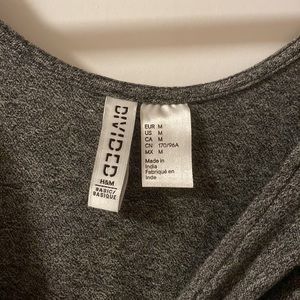 DIVIDED
H&M
BASIC/
BASIQUE
EUR M
US M
CA M
CN 170/96A
MX M
Made in
India
Fabriqué en
Inde